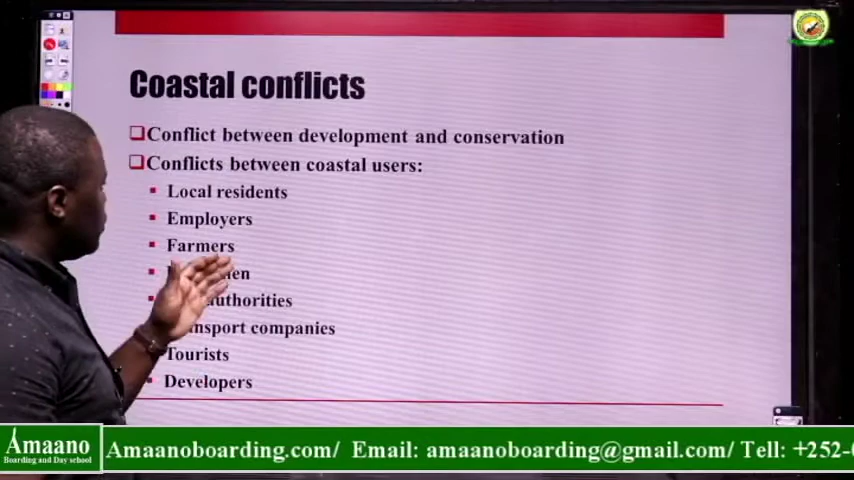 Coastal conflicts
Conflict between development and conservation
Conflicts between coastal users:
Local residents
Employers
Farmers
authorities
companies
Tourists
Developers
Amaano
Boarding and Day school
Amaanoboarding.com/ Email: amaanoboarding@gmail.com/ Tell: +252-